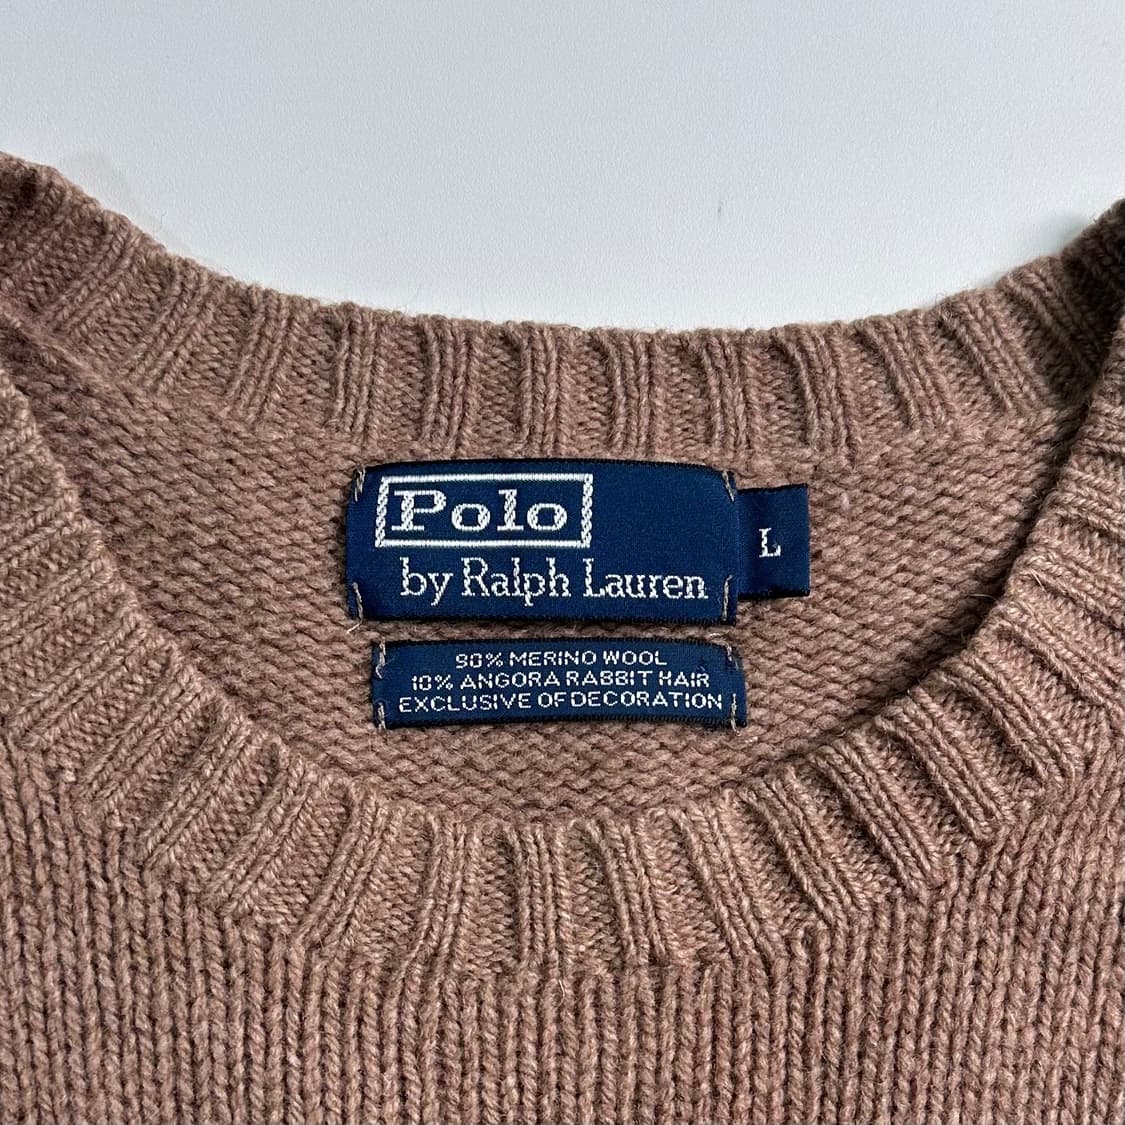 Polo
by Ralph Lauren
L
90% MERINO WOOL
10% ANGORA RABBIT HAIR
EXCLUSIVE OF DECORATION